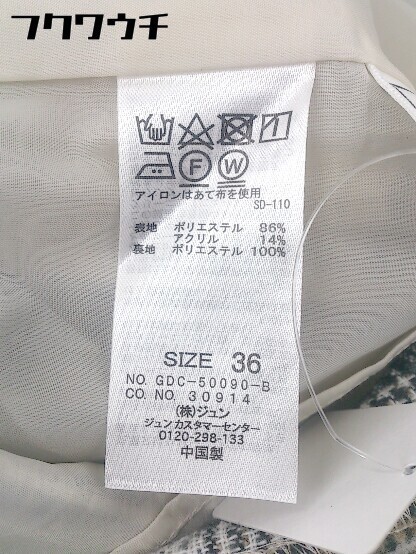 フクワウチ
F W
アイロンはあて布を使用
SD-110
表地 ポリエステル 86%
アクリル 14%
裏地 ポリエステル 100%
SIZE 36
NO. GDC-50090-B
CO. NO. 30914
(株)ジュン
ジュンカスタマーセンター
0120-298-133
中国製